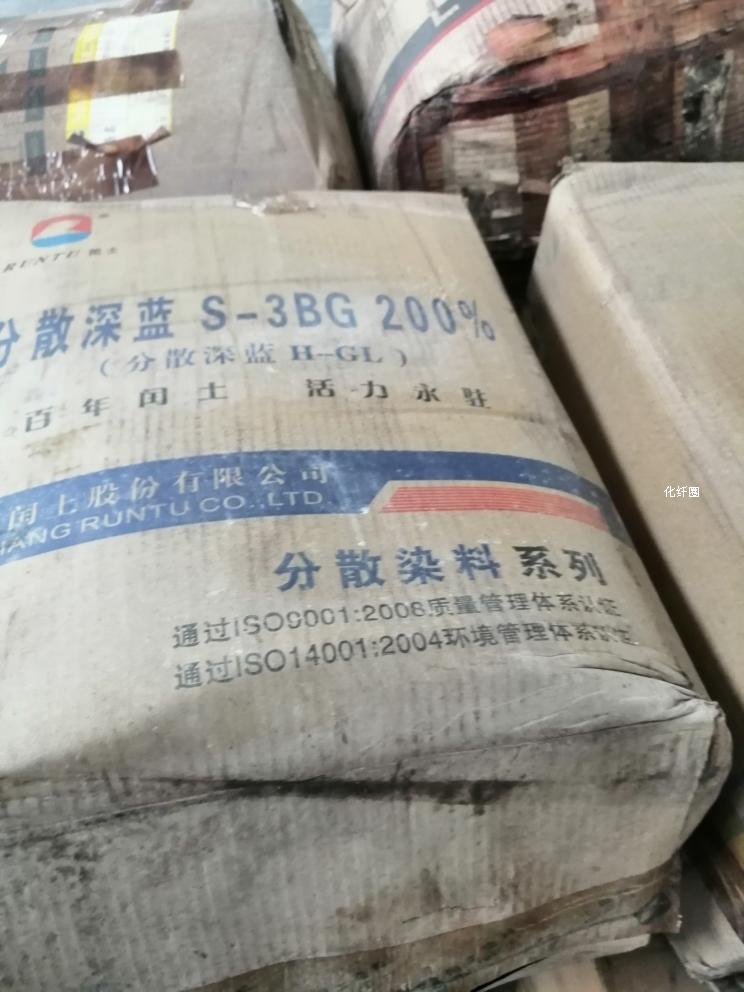 RUNTU 闰土
分散深蓝 S-3BG 200%
(分散深蓝 H-GL)
百年闰土 活力永驻
闰土股份有限公司
IANG RUNTU CO.,LTD.
化纤圈
分散染料系列
通过ISO9001:2008质量管理体系认证
通过ISO14001:2004环境管理体系认证